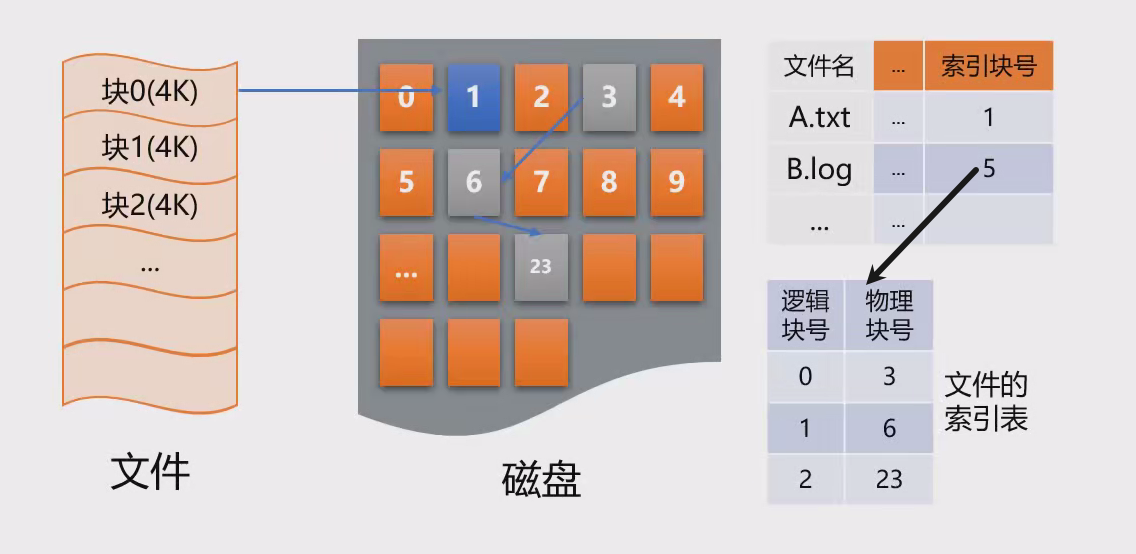 块0(4K)
块1(4K)
块2(4K)
...
文件
0 1 2 3 4
5 6 7 8 9
... 23
磁盘
文件名 ... 索引块号
A.txt ... 1
B.log ... 5
... ...
逻辑 物理
块号 块号
0 3
1 6
2 23
文件的
索引表